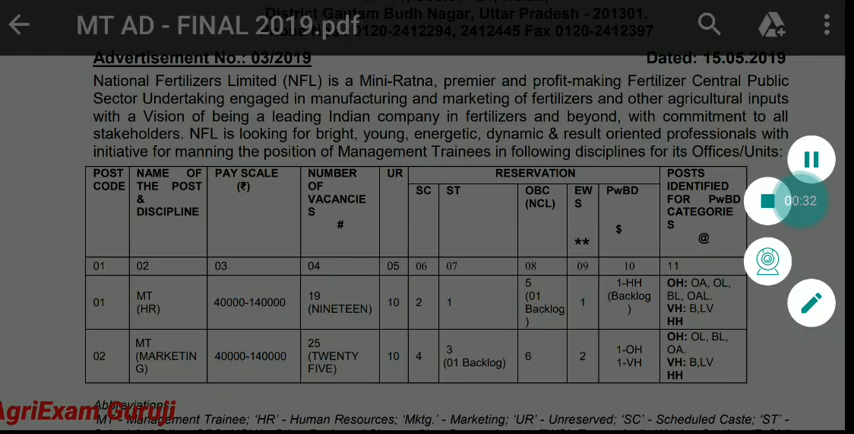 MT AD - FINAL 2019.pdf
District Gautam Budh Nagar, Uttar Pradesh - 201301.
0120-2412294, 2412445 Fax 0120-2412397
Advertisement No.: 03/2019 Dated: 15.05.2019
National Fertilizers Limited (NFL) is a Mini-Ratna, premier and profit-making Fertilizer Central Public
Sector Undertaking engaged in manufacturing and marketing of fertilizers and other agricultural inputs
with a Vision of being a leading Indian company in fertilizers and beyond, with commitment to all
stakeholders. NFL is looking for bright, young, energetic, dynamic & result oriented professionals with
initiative for manning the position of Management Trainees in following disciplines for its Offices/Units:
POST CODE
NAME OF THE POST & DISCIPLINE
PAY SCALE (₹)
NUMBER OF VACANCIE S #
UR
RESERVATION
SC
ST
OBC (NCL)
EW S **
PwBD $
POSTS IDENTIFIED FOR PwBD CATEGORIE S @
01 02 03 04 05 06 07 08 09 10 11
01
MT (HR)
40000-140000
19 (NINETEEN)
10
2
1
5 (01 Backlog )
1
1-HH (Backlog )
OH: OA, OL, BL, OAL. VH: B,LV HH
02
MT (MARKETIN G)
40000-140000
25 (TWENTY FIVE)
10
4
3 (01 Backlog)
6
2
1-OH 1-VH
OH: OL, BL, OA. VH: B,LV HH
00:32
Abbreviation
AgriExam Guruji
'MT'- Management Trainee; 'HR' - Human Resources; 'Mktg.' - Marketing; 'UR' - Unreserved; 'SC' - Scheduled Caste; 'ST' -